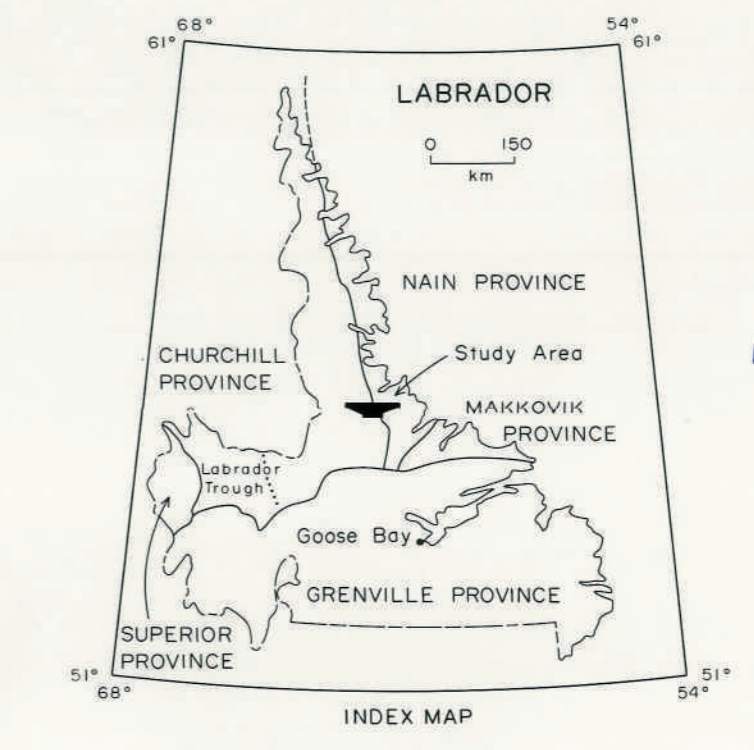 68°
54°
61°
61°
LABRADOR
0 150
km
NAIN PROVINCE
Study Area
CHURCHILL
PROVINCE
MAKKOVIK
PROVINCE
Labrador
Trough
Goose Bay
GRENVILLE PROVINCE
SUPERIOR
PROVINCE
51°
68°
51°
54°
INDEX MAP